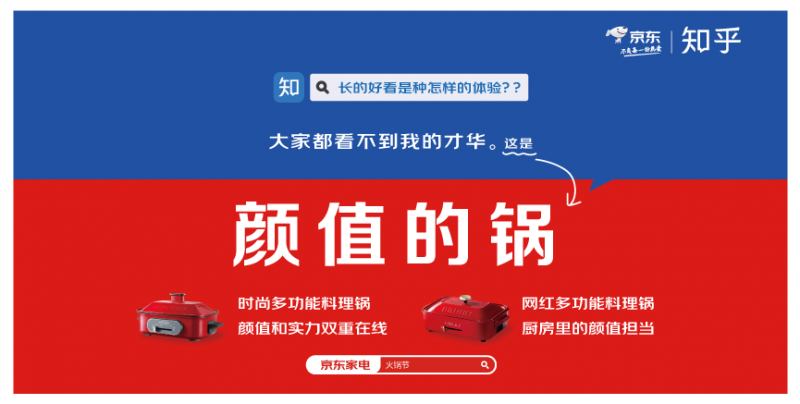 京东
不负每一份热爱
知乎
知
长的好看是种怎样的体验??
大家都看不到我的才华。这是
颜值的锅
时尚多功能料理锅
颜值和实力双重在线
网红多功能料理锅
厨房里的颜值担当
京东家电
火锅节